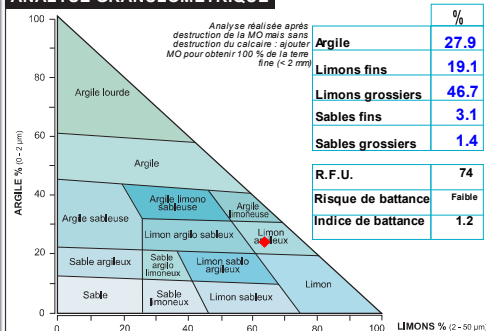 ANALYSE GRANULOMETRIQUE
Analyse réalisée après
destruction de la MO mais sans
destruction du calcaire : ajouter
MO pour obtenir 100 % de la terre
fine (< 2 mm)
%
Argile 27.9
Limons fins 19.1
Limons grossiers 46.7
Sables fins 3.1
Sables grossiers 1.4
R.F.U. 74
Risque de battance Faible
Indice de battance 1.2
ARGILE % (0 - 2 µm)
100
80
60
40
20
0
Argile lourde
Argile
Argile sableuse
Argile limono
sableuse
Argile
limoneuse
Limon argilo sableux
Limon
argileux
Sable argileux
Sable
argilo
limoneux
Limon sablo
argileux
Limon
Sable
Sable
limoneux
Limon sableux
0 20 40 60 80 100
LIMONS % (2 - 50 µm)